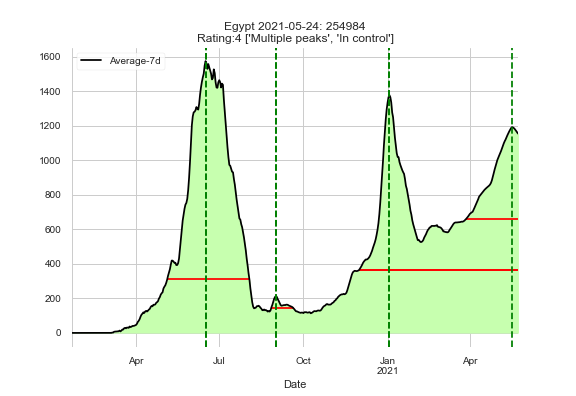 Egypt 2021-05-24: 254984
Rating:4 ['Multiple peaks', 'In control']
Average-7d
1600
1400
1200
1000
800
600
400
200
0
Apr
Jul
Oct
Jan
2021
Apr
Date